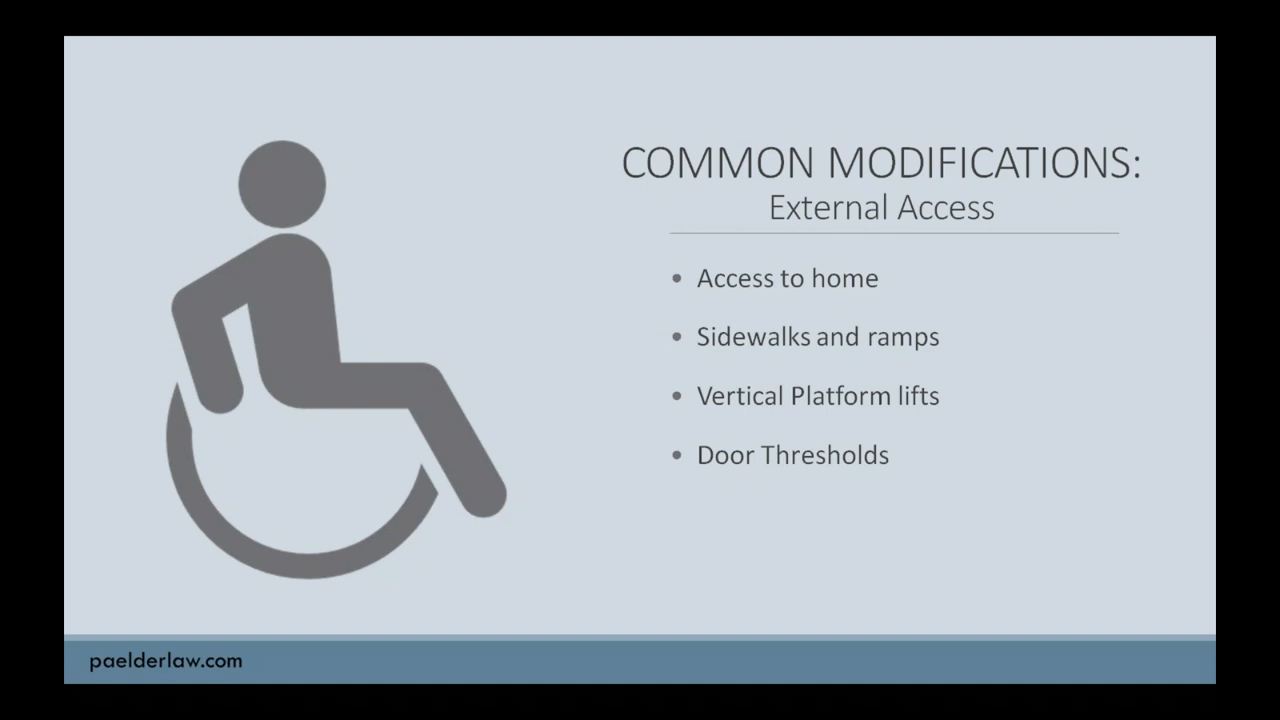 COMMON MODIFICATIONS:
External Access
• Access to home
• Sidewalks and ramps
• Vertical Platform lifts
• Door Thresholds
paelderlaw.com